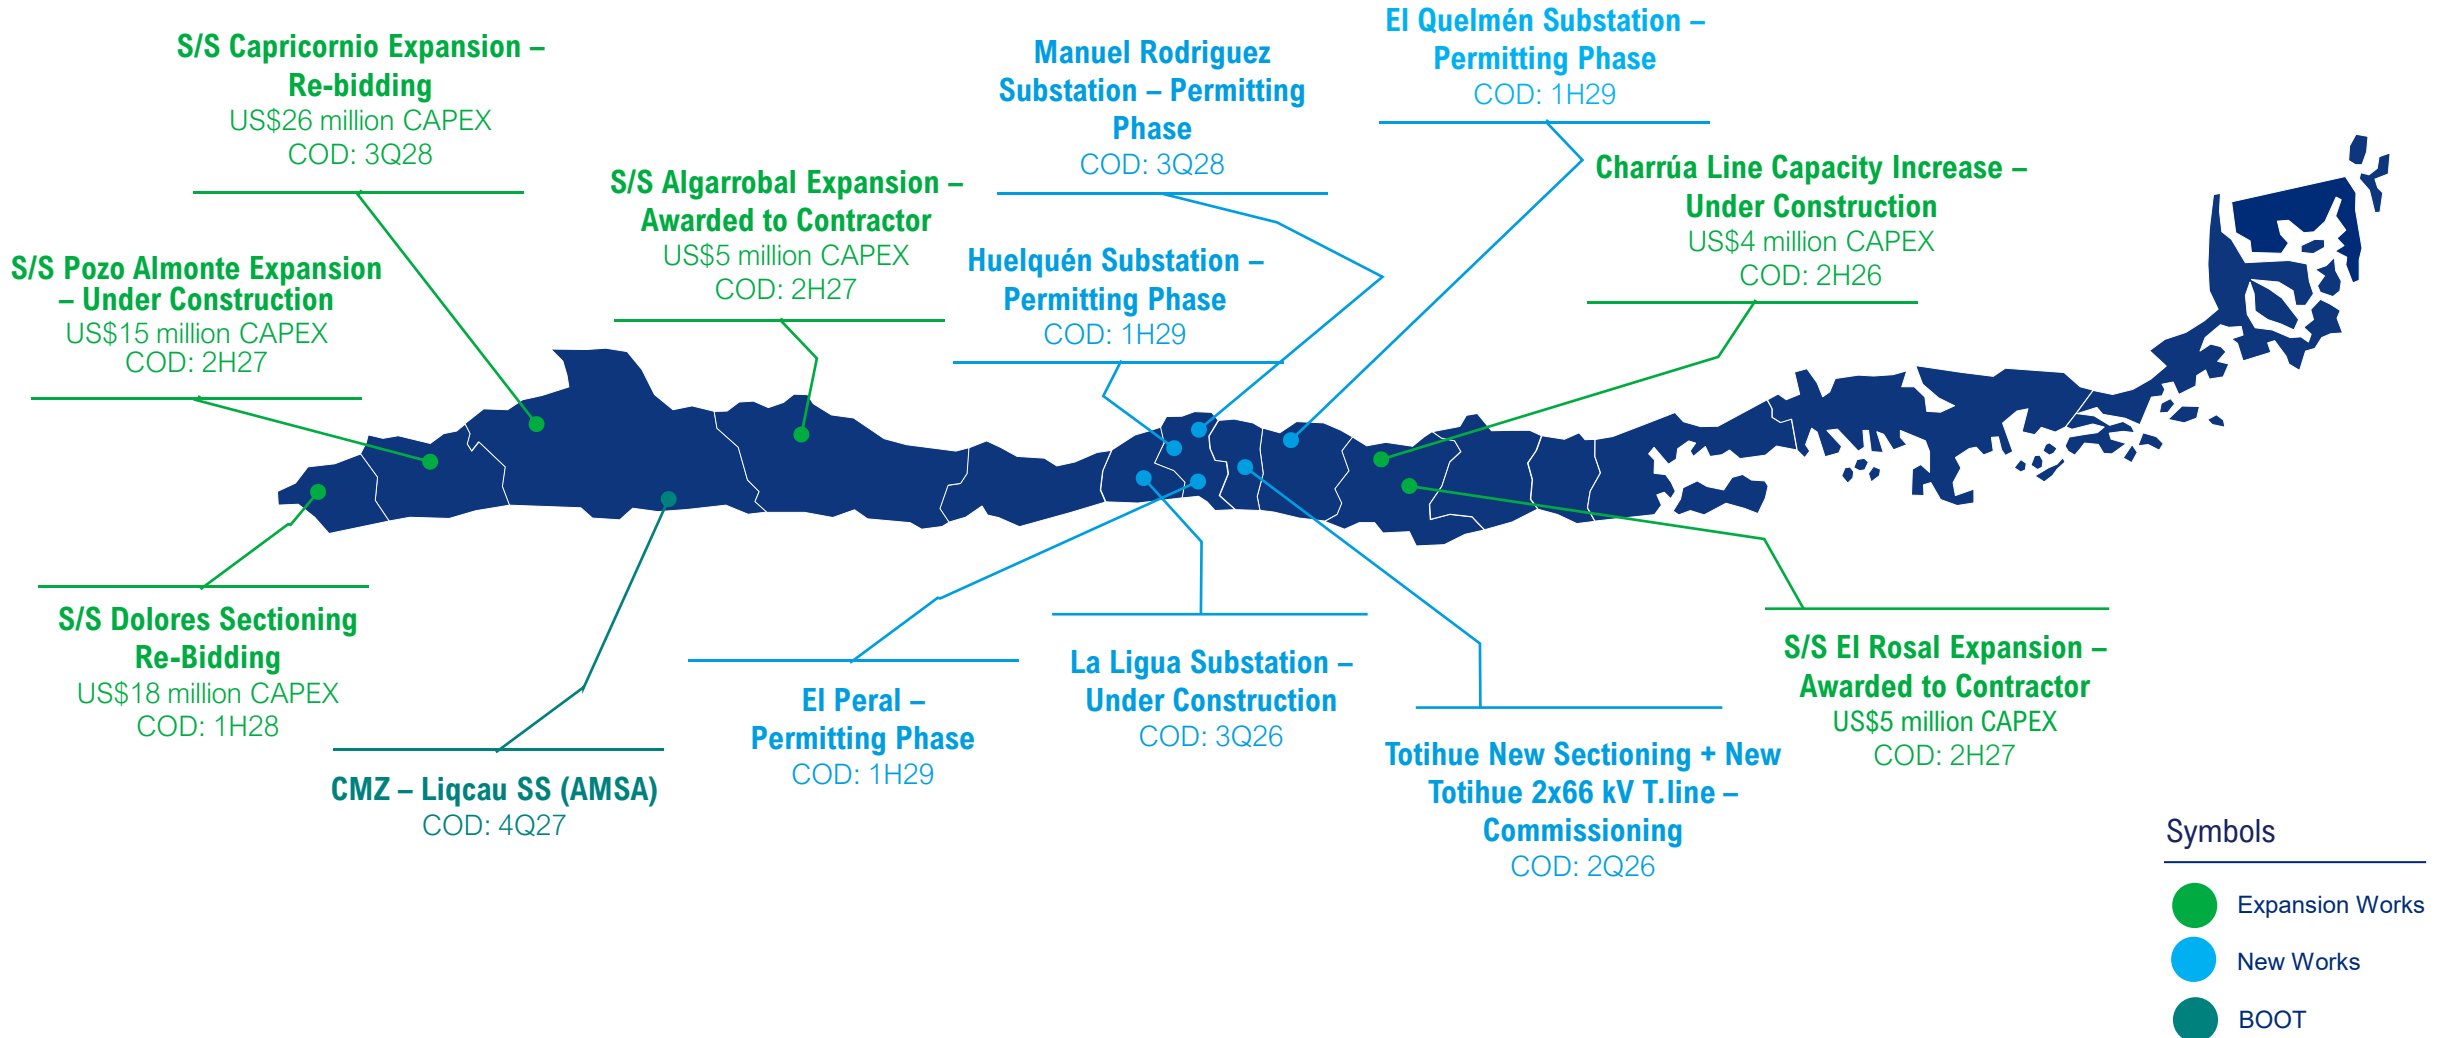 S/S Capricornio Expansion –
Re-bidding
US$26 million CAPEX
COD: 3Q28
S/S Pozo Almonte Expansion
– Under Construction
US$15 million CAPEX
COD: 2H27
S/S Algarrobal Expansion –
Awarded to Contractor
US$5 million CAPEX
COD: 2H27
Manuel Rodriguez
Substation – Permitting
Phase
COD: 3Q28
Huelquén Substation –
Permitting Phase
COD: 1H29
El Quelmén Substation –
Permitting Phase
COD: 1H29
Charrúa Line Capacity Increase –
Under Construction
US$4 million CAPEX
COD: 2H26
S/S Dolores Sectioning
Re-Bidding
US$18 million CAPEX
COD: 1H28
CMZ – Liqcau SS (AMSA)
COD: 4Q27
El Peral –
Permitting Phase
COD: 1H29
La Ligua Substation –
Under Construction
COD: 3Q26
Totihue New Sectioning + New
Totihue 2x66 kV T.line –
Commissioning
COD: 2Q26
S/S El Rosal Expansion –
Awarded to Contractor
US$5 million CAPEX
COD: 2H27
Symbols
Expansion Works
New Works
BOOT